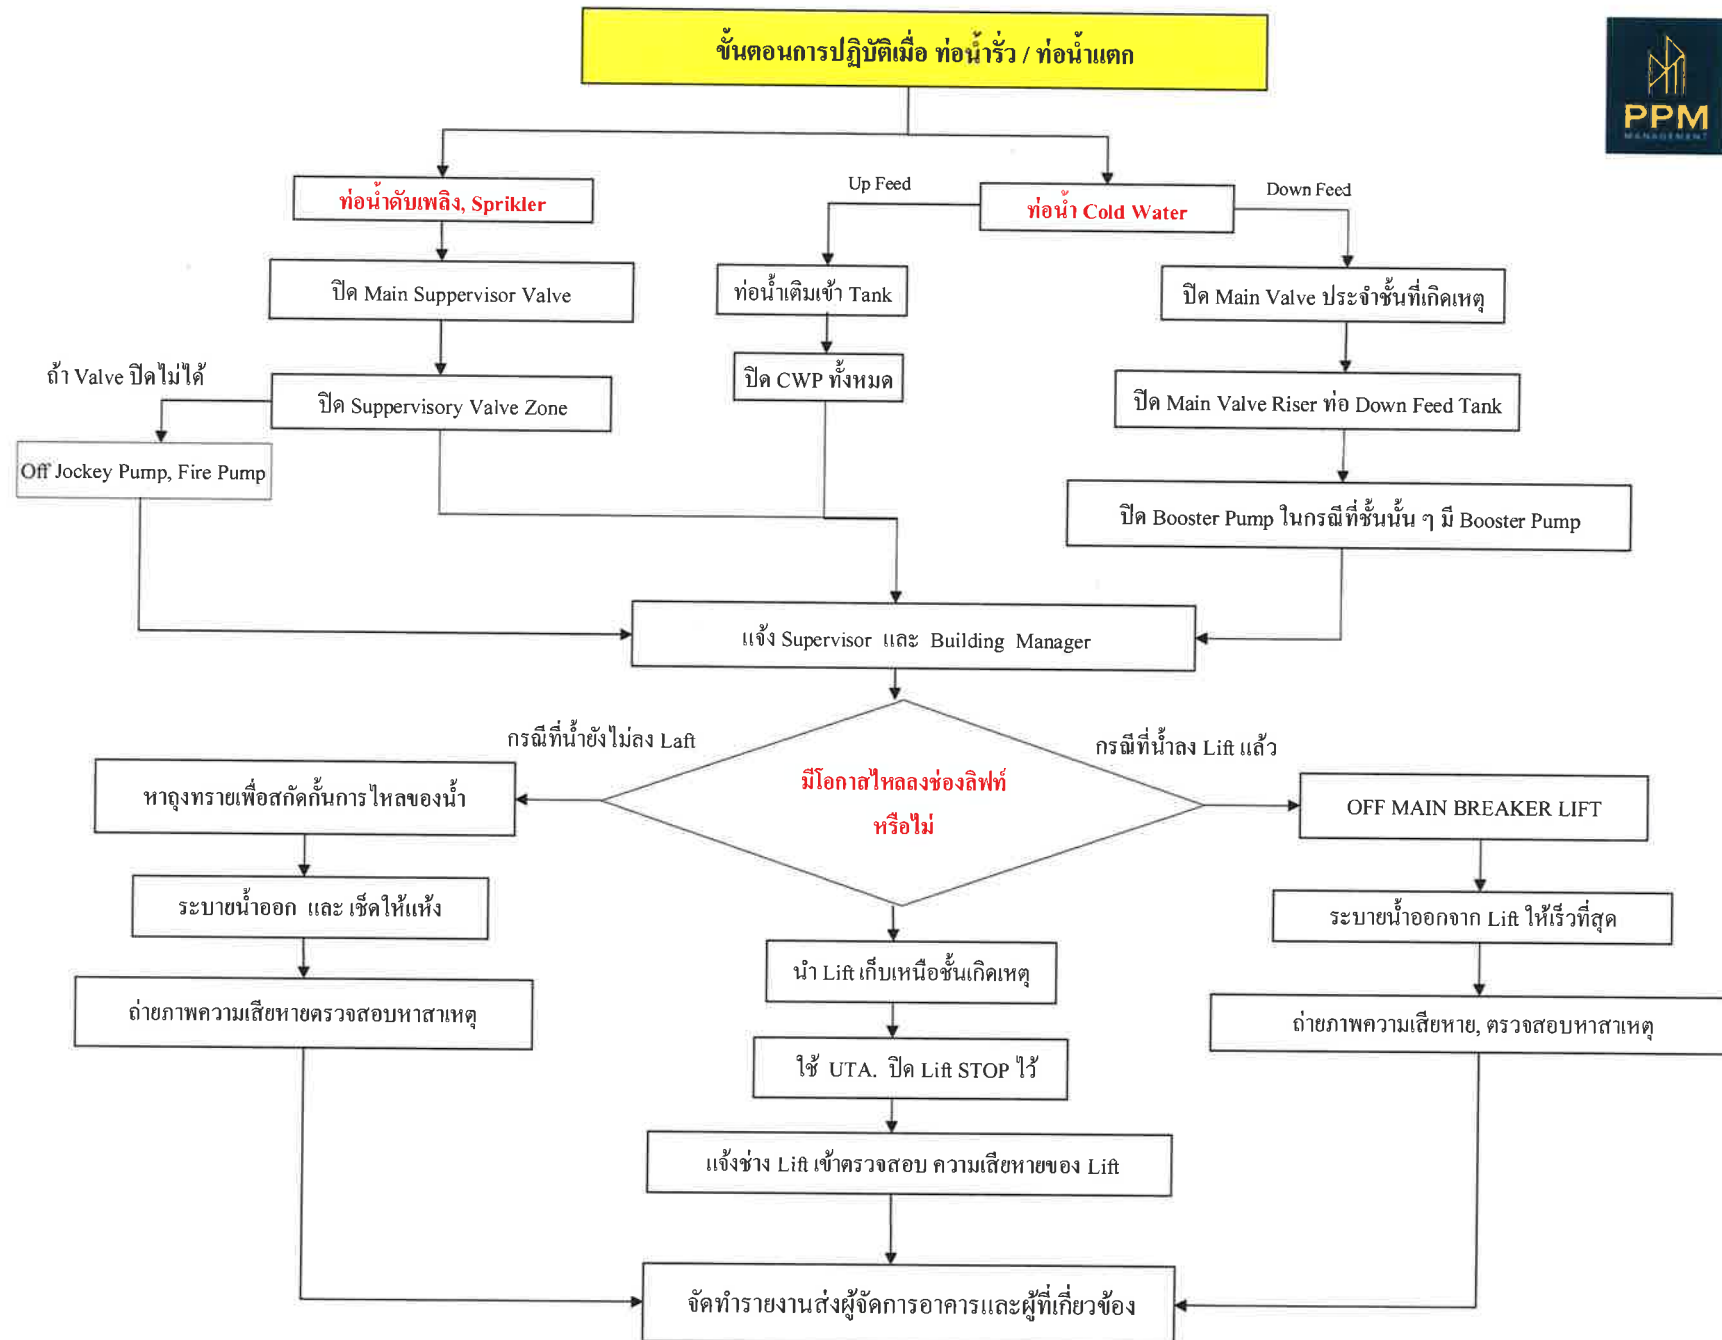 ขั้นตอนการปฏิบัติเมื่อ ท่อน้ำรั่ว / ท่อน้ำแตก
PPM
MANAGEMENT
ท่อน้ำดับเพลิง, Sprikler
Up Feed
ท่อน้ำ Cold Water
Down Feed
ปิด Main Suppervisor Valve
ท่อน้ำเติมเข้า Tank
ปิด Main Valve ประจำชั้นที่เกิดเหตุ
ถ้า Valve ปิดไม่ได้
ปิด Suppervisory Valve Zone
ปิด CWP ทั้งหมด
ปิด Main Valve Riser ท่อ Down Feed Tank
Off Jockey Pump, Fire Pump
ปิด Booster Pump ในกรณีที่ชั้นนั้น ๆ มี Booster Pump
แจ้ง Supervisor และ Building Manager
กรณีที่น้ำยังไม่ลง Laft
กรณีที่น้ำลง Lift แล้ว
มีโอกาสไหลลงช่องลิฟท์
หรือไม่
หาถุงทรายเพื่อสกัดกั้นการไหลของน้ำ
OFF MAIN BREAKER LIFT
ระบายน้ำออก และ เช็ดให้แห้ง
ระบายน้ำออกจาก Lift ให้เร็วที่สุด
นำ Lift เก็บเหนือชั้นเกิดเหตุ
ถ่ายภาพความเสียหายตรวจสอบหาสาเหตุ
ถ่ายภาพความเสียหาย, ตรวจสอบหาสาเหตุ
ใช้ UTA. ปิด Lift STOP ไว้
แจ้งช่าง Lift เข้าตรวจสอบ ความเสียหายของ Lift
จัดทำรายงานส่งผู้จัดการอาคารและผู้ที่เกี่ยวข้อง